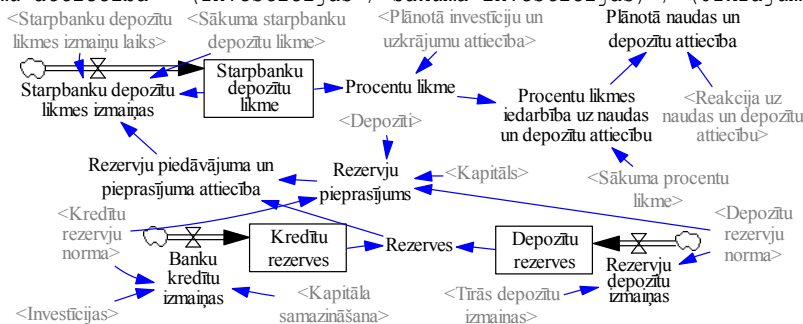 <Starpbanku depozītu
likmes izmaiņu laiks>
<Sākuma starpbanku
depozītu likme>
<Plānotā investīciju un
uzkrājumu attiecība>
Plānotā naudas un
depozītu attiecība
Starpbanku depozītu
likmes izmaiņas
Starpbanku
depozītu
likme
Procentu likme
Procentu likmes
iedarbība uz naudas
un depozītu attiecību
<Reakcija uz
naudas un depozītu
attiecību>
<Depozīti>
Rezervju piedāvājuma un
pieprasījuma attiecība
Rezervju
pieprasījums
<Kapitāls>
<Sākuma procentu
likme>
<Kredītu
rezervju
norma>
Banku
kredītu
izmaiņas
Kredītu
rezerves
Rezerves
Depozītu
rezerves
Rezervju
depozītu
izmaiņas
<Depozītu
rezervju
norma>
<Investīcijas>
<Kapitāla
samazināšana>
<Tīrās depozītu
izmaiņas>